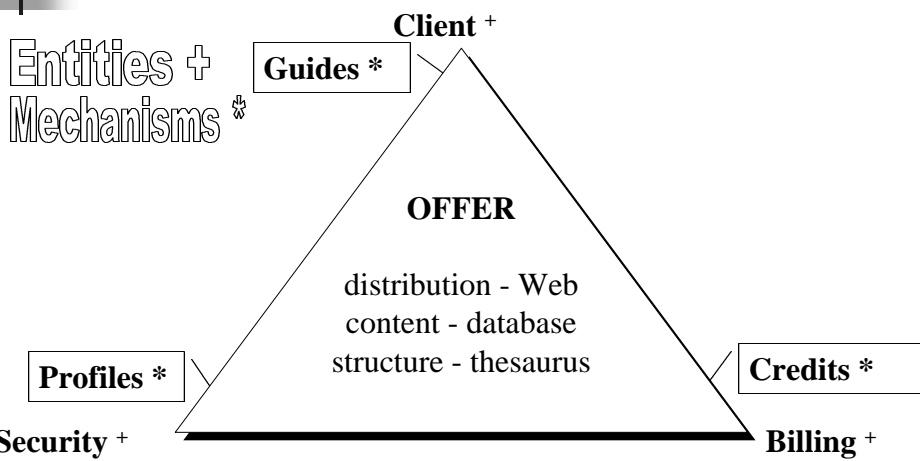 Client +
Entities +
Mechanisms *
Guides *
OFFER
distribution - Web
content - database
structure - thesaurus
Profiles *
Credits *
Security +
Billing +